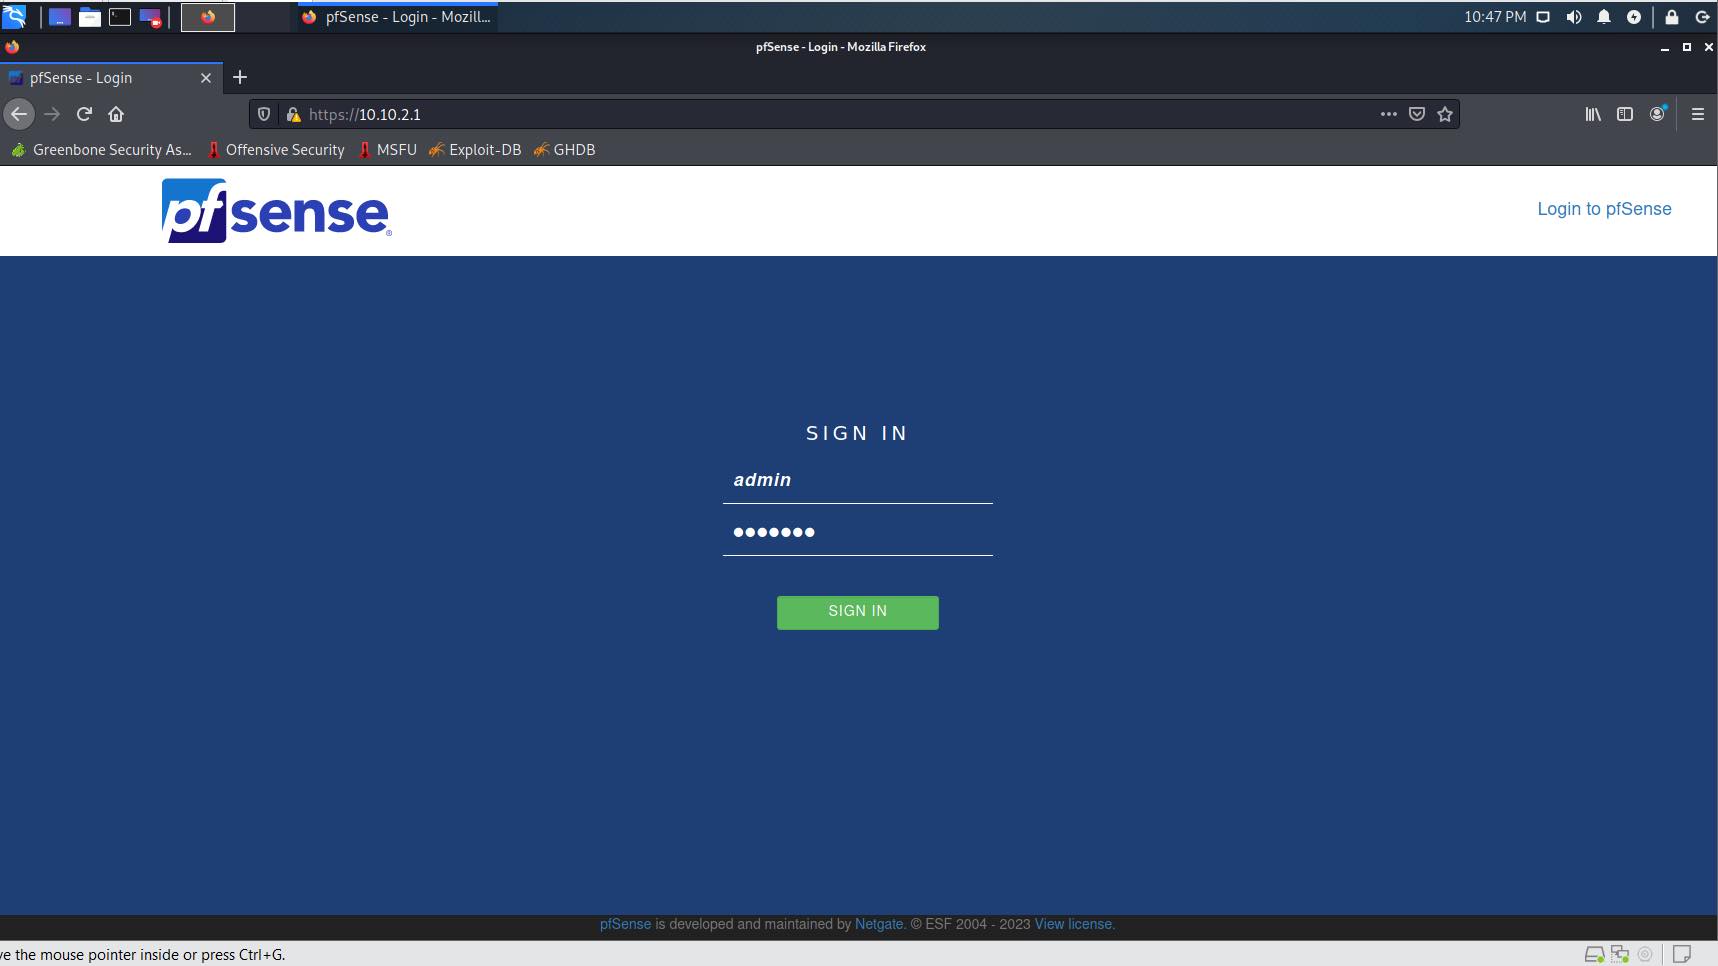 pfSense - Login - Mozill...
10:47 PM
pfSense - Login - Mozilla Firefox
pfSense - Login
https://10.10.2.1
Greenbone Security As... Offensive Security MSFU Exploit-DB GHDB
pfsense®
Login to pfSense
SIGN IN
admin
SIGN IN
pfSense is developed and maintained by Netgate. © ESF 2004 - 2023 View license.
ve the mouse pointer inside or press Ctrl+G.